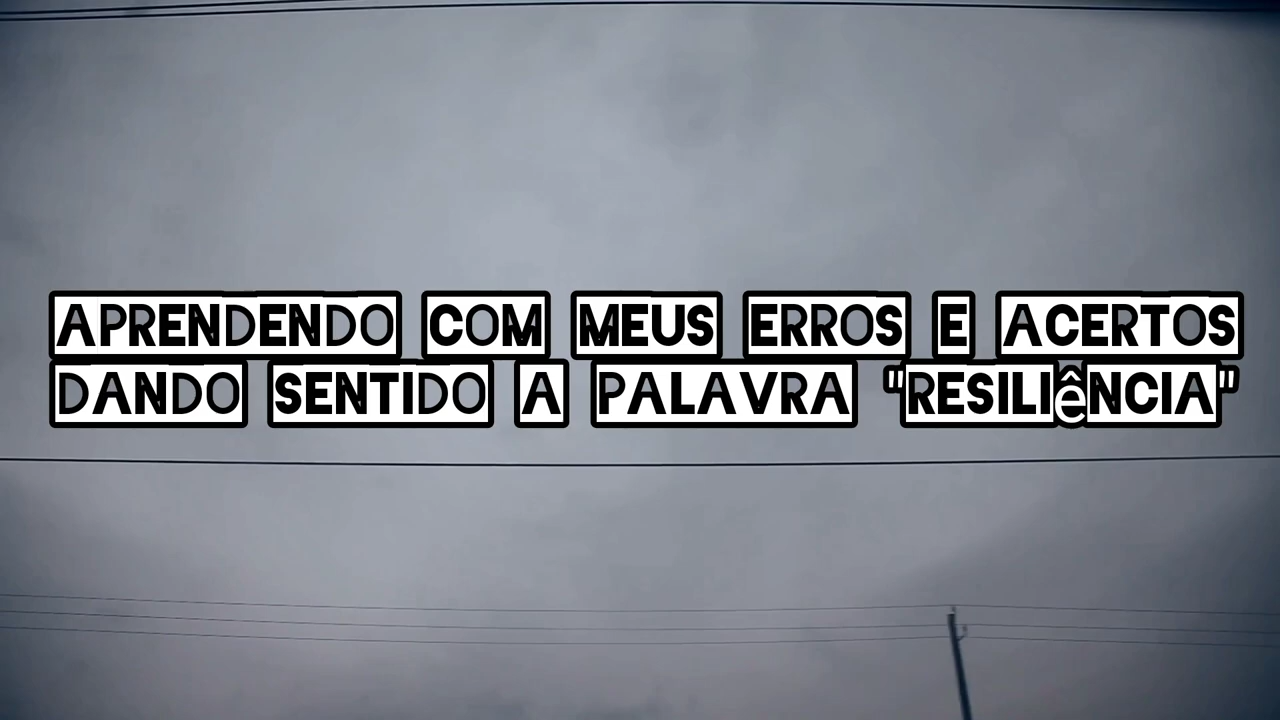 APRENDENDO COM MEUS ERROS E ACERTOS
DANDO SENTIDO A PALAVRA "RESILIêNCIA"